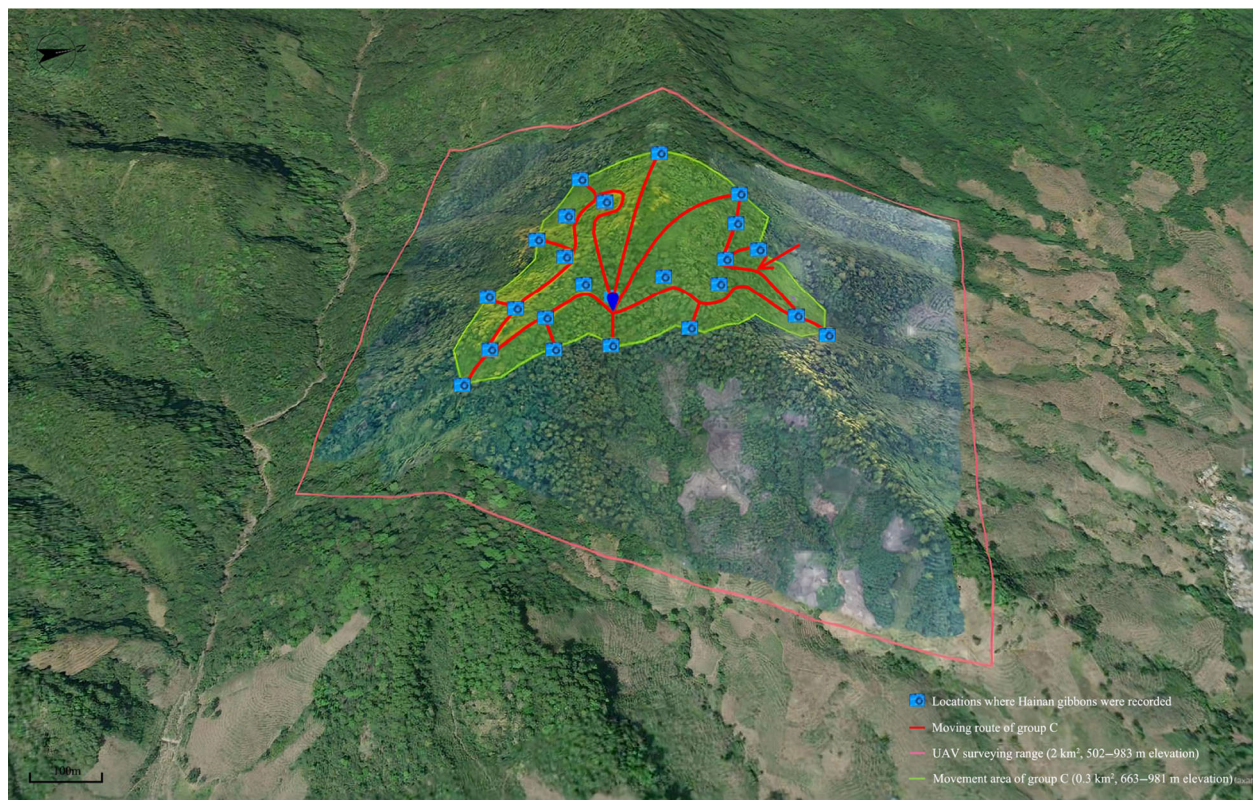 Locations where Hainan gibbons were recorded
Moving route of group C
UAV surveying range (2 km², 502–983 m elevation)
Movement area of group C (0.3 km², 663–981 m elevation)
100m